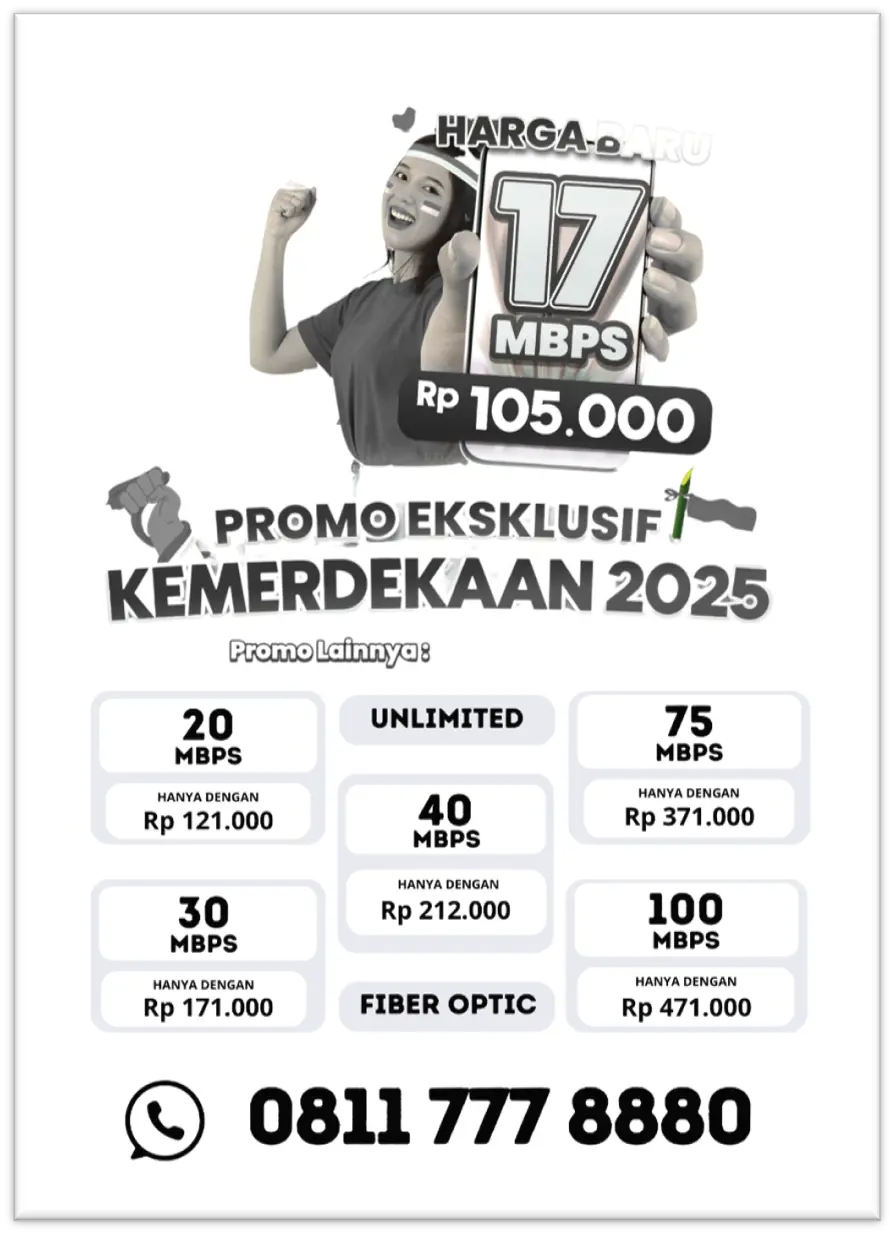 HARGA BARU
17
MBPS
Rp 105.000
PROMO EKSKLUSIF
KEMERDEKAAN 2025
Promo Lainnya :
20
MBPS
HANYA DENGAN
Rp 121.000
30
MBPS
HANYA DENGAN
Rp 171.000
UNLIMITED
40
MBPS
HANYA DENGAN
Rp 212.000
FIBER OPTIC
75
MBPS
HANYA DENGAN
Rp 371.000
100
MBPS
HANYA DENGAN
Rp 471.000
0811 777 8880